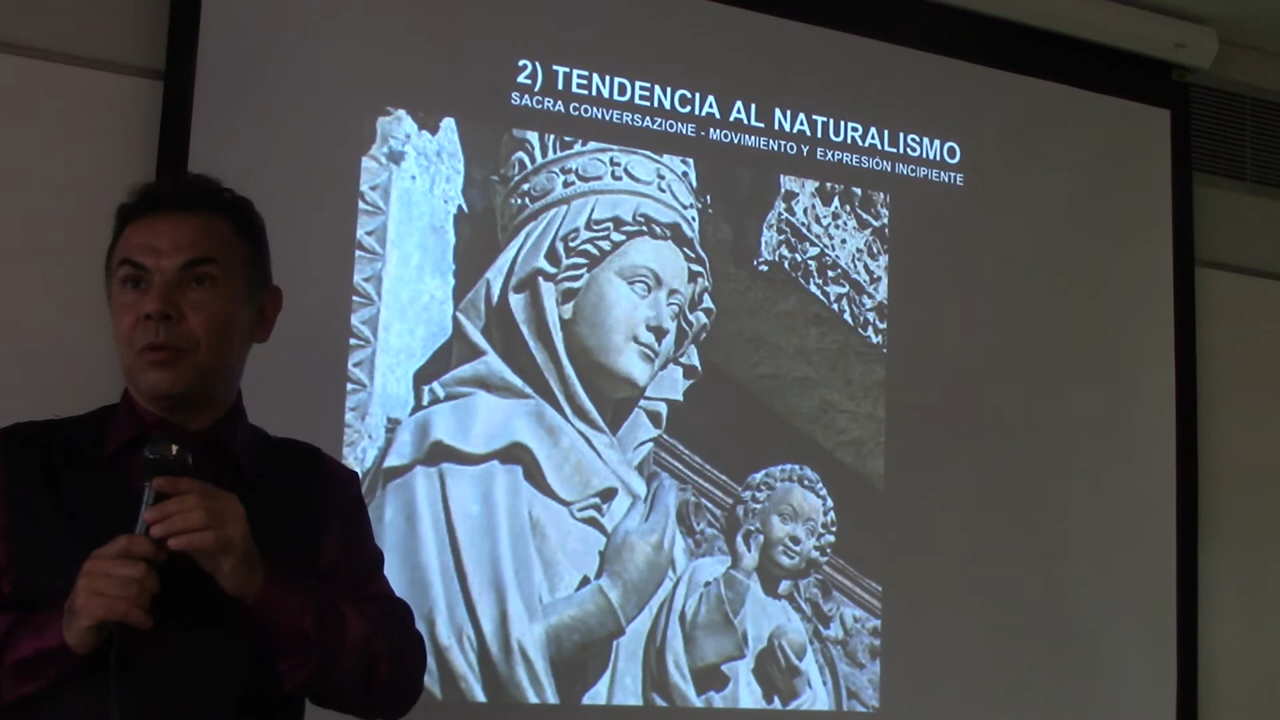 2) TENDENCIA AL NATURALISMO
SACRA CONVERSAZIONE - MOVIMIENTO Y EXPRESIÓN INCIPIENTE